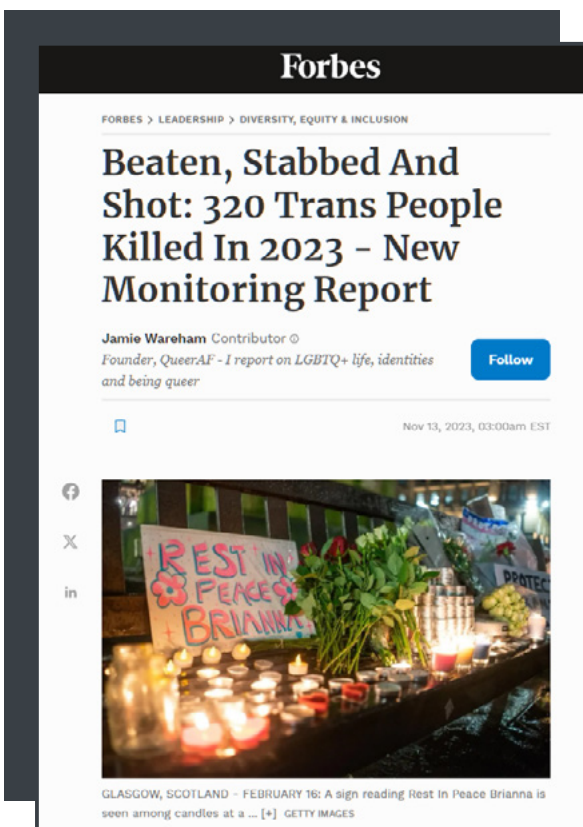 Forbes
FORBES > LEADERSHIP > DIVERSITY, EQUITY & INCLUSION
Beaten, Stabbed And
Shot: 320 Trans People
Killed In 2023 – New
Monitoring Report
Jamie Wareham Contributor
Founder, QueerAF - I report on LGBTQ+ life, identities
and being queer
Follow
Nov 13, 2023, 03:00am EST
REST IN
PEACE
BRIANNA
PROTECT
GLASGOW, SCOTLAND - FEBRUARY 16: A sign reading Rest In Peace Brianna is
seen among candles at a ... [+] GETTY IMAGES